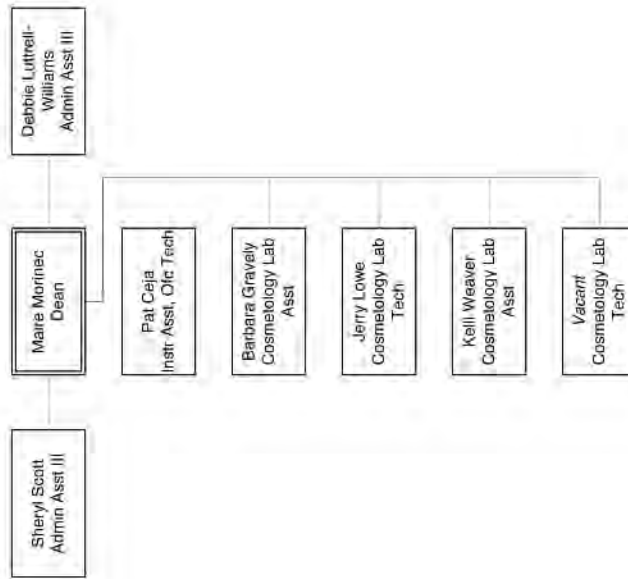 Debbie Luttrell-
Williams
Admin Asst III
Maire Morinec
Dean
Sheryl Scott
Admin Asst III
Pat Ceja
Instr Asst, Ofc Tech
Barbara Gravely
Cosmetology Lab
Asst
Jerry Lowe
Cosmetology Lab
Tech
Kelli Weaver
Cosmetology Lab
Asst
Vacant
Cosmetology Lab
Tech